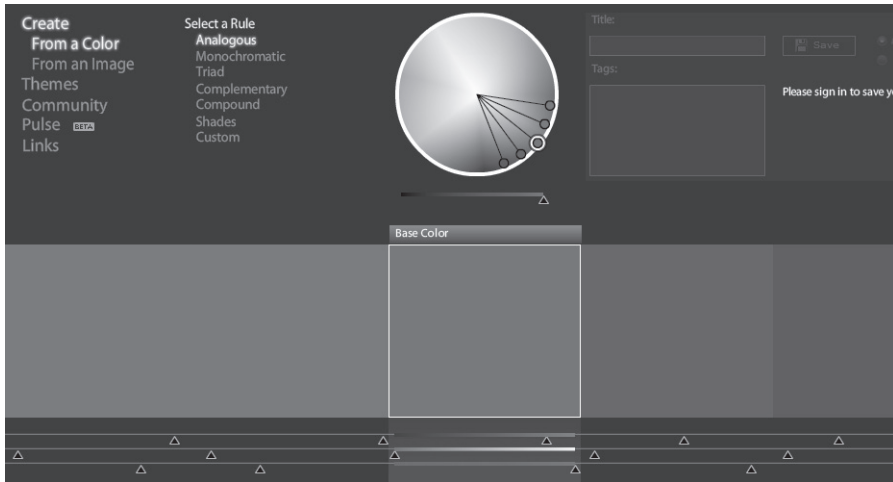 Create
From a Color
From an Image
Themes
Community
Pulse BETA
Links
Select a Rule
Analogous
Monochromatic
Triad
Complementary
Compound
Shades
Custom
Title:
Save
Tags:
Please sign in to save
Base Color